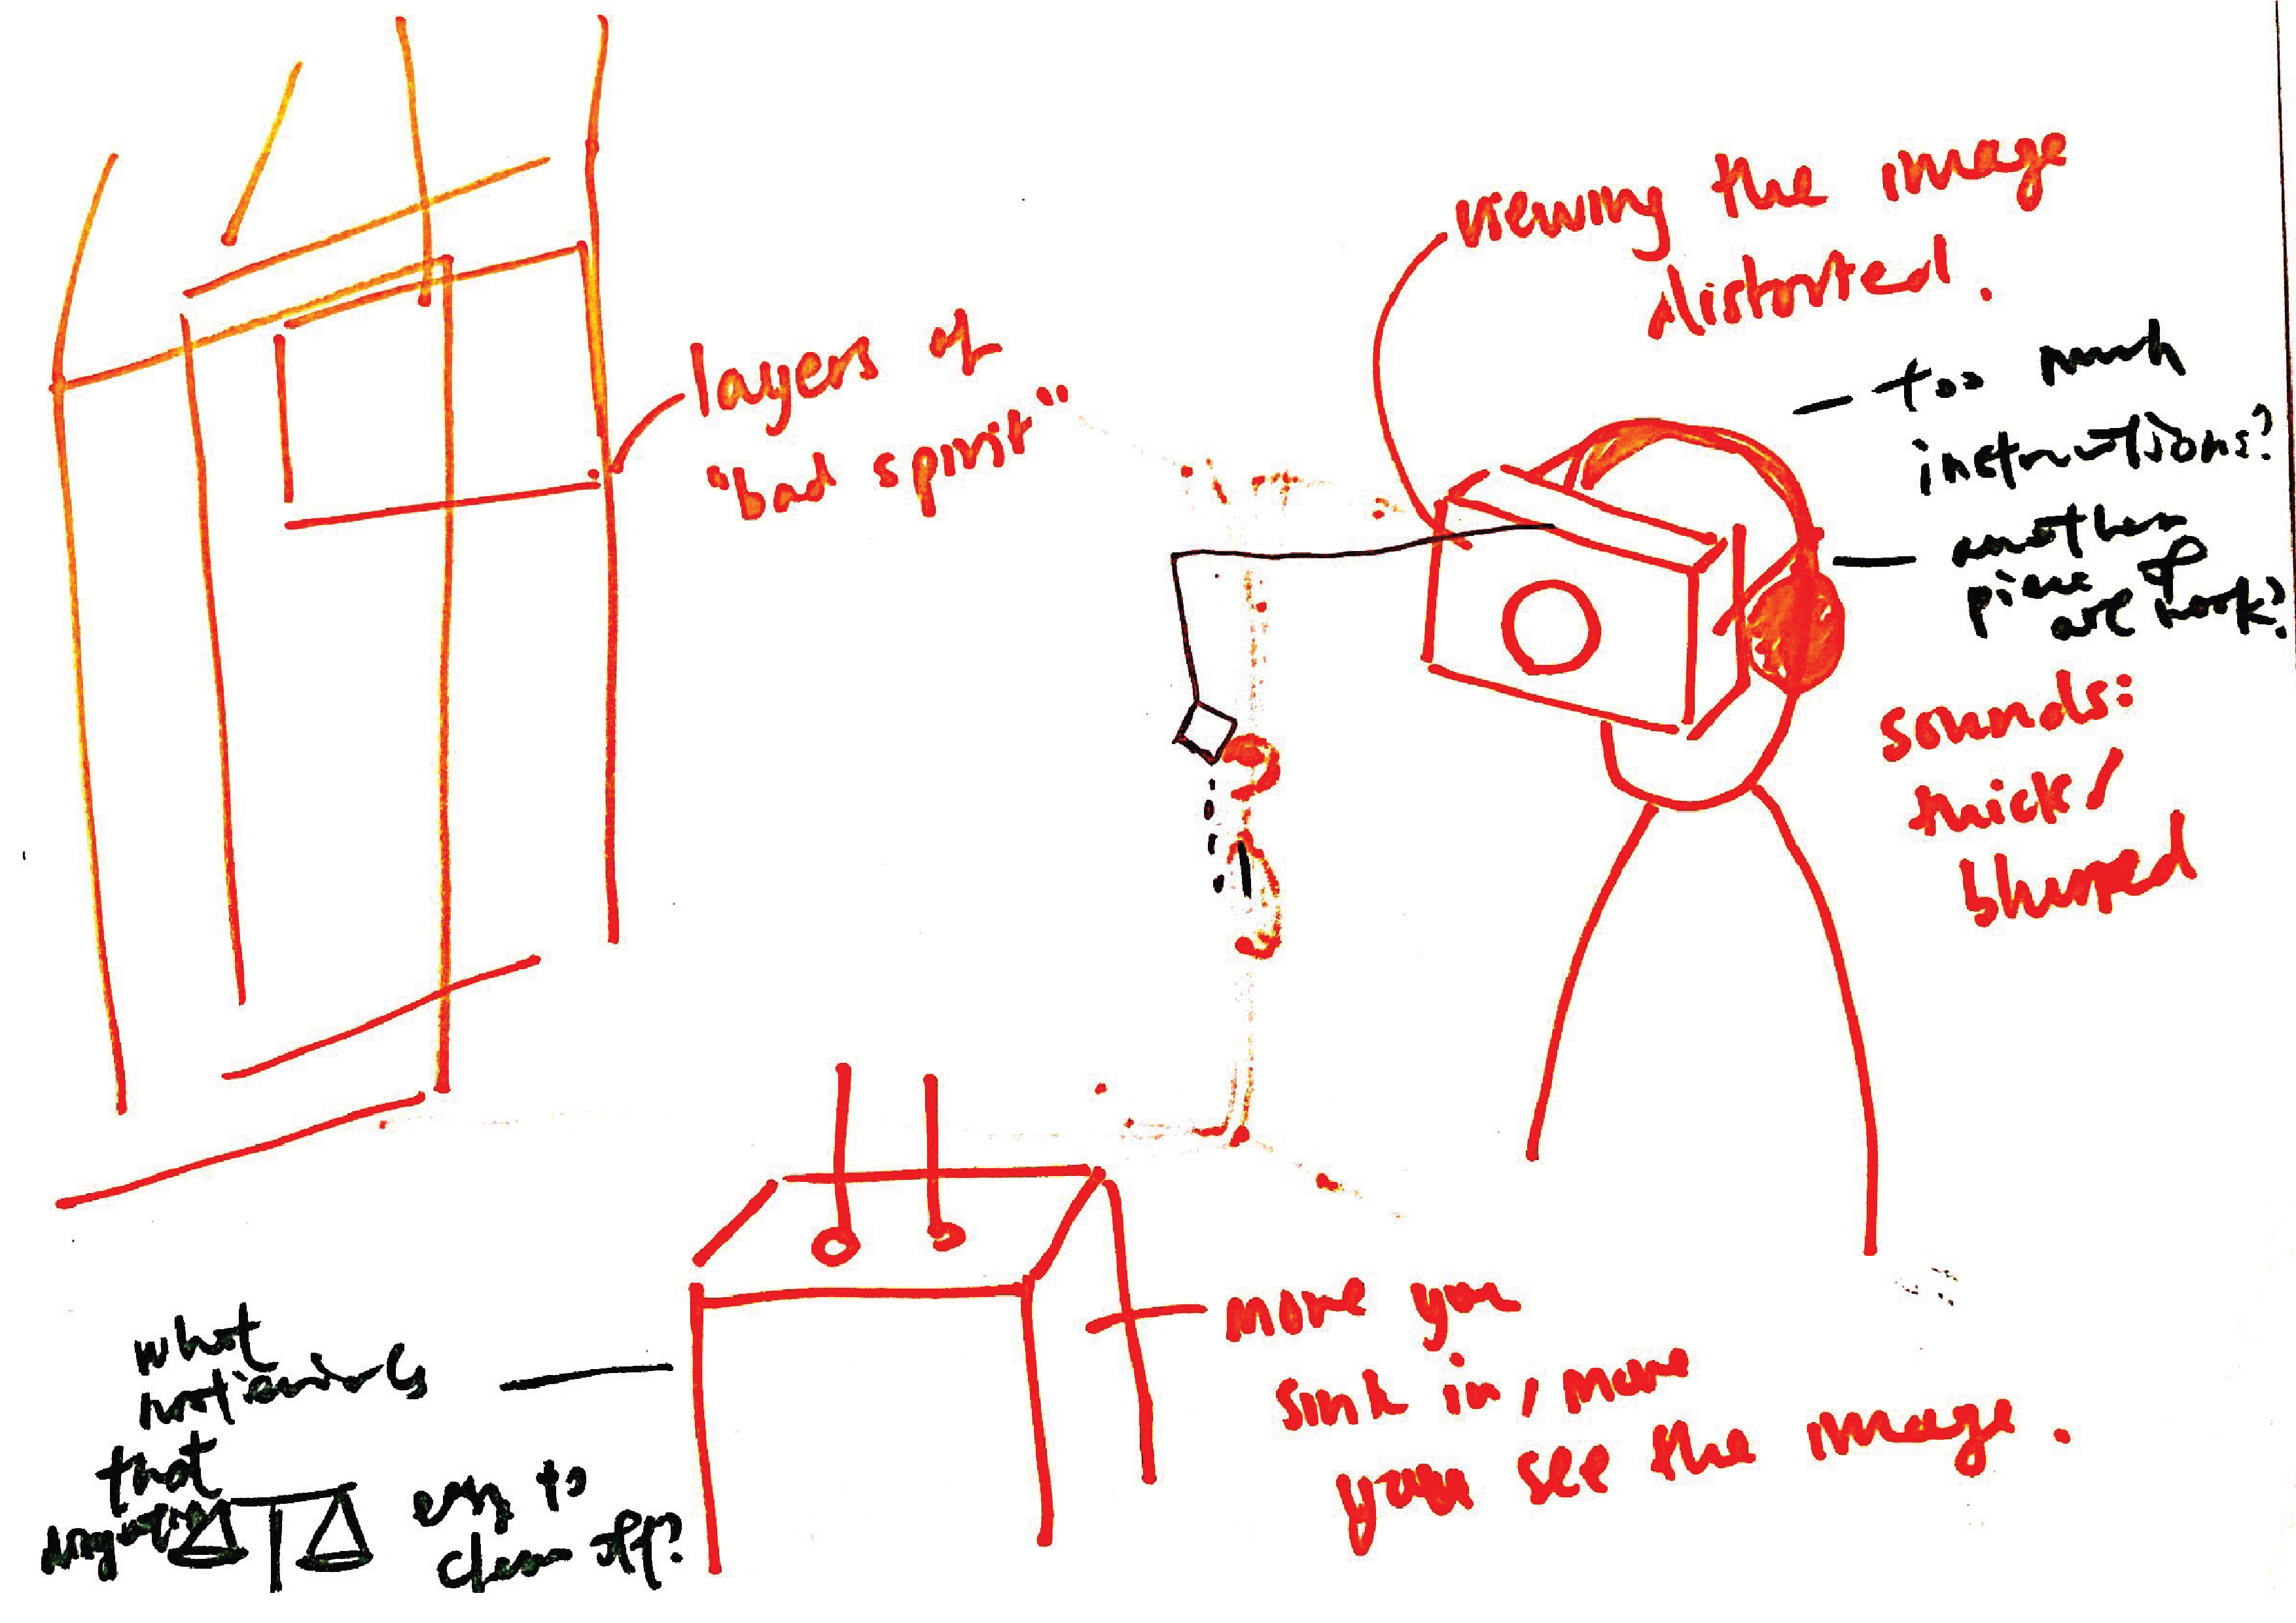 viewing the image
distorted.
layers of
"bad spirit"
– too much
instructions?
another
piece of
art work?
sounds:
thick/
blurred
more you
sink in, more
you see the image.
what
materials
that
easy to
clean off?